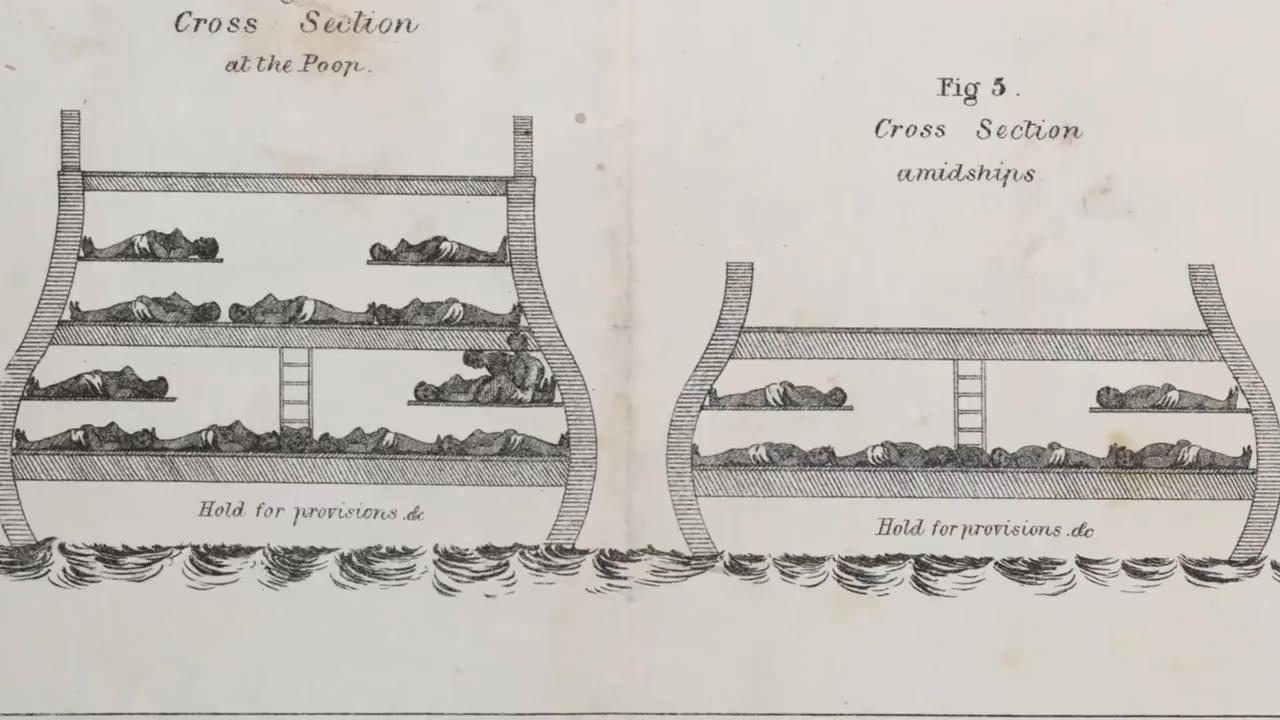 Cross Section
at the Poop.
Hold for provisions .&c
Fig 5.
Cross Section
amidships
Hold for provisions .&c